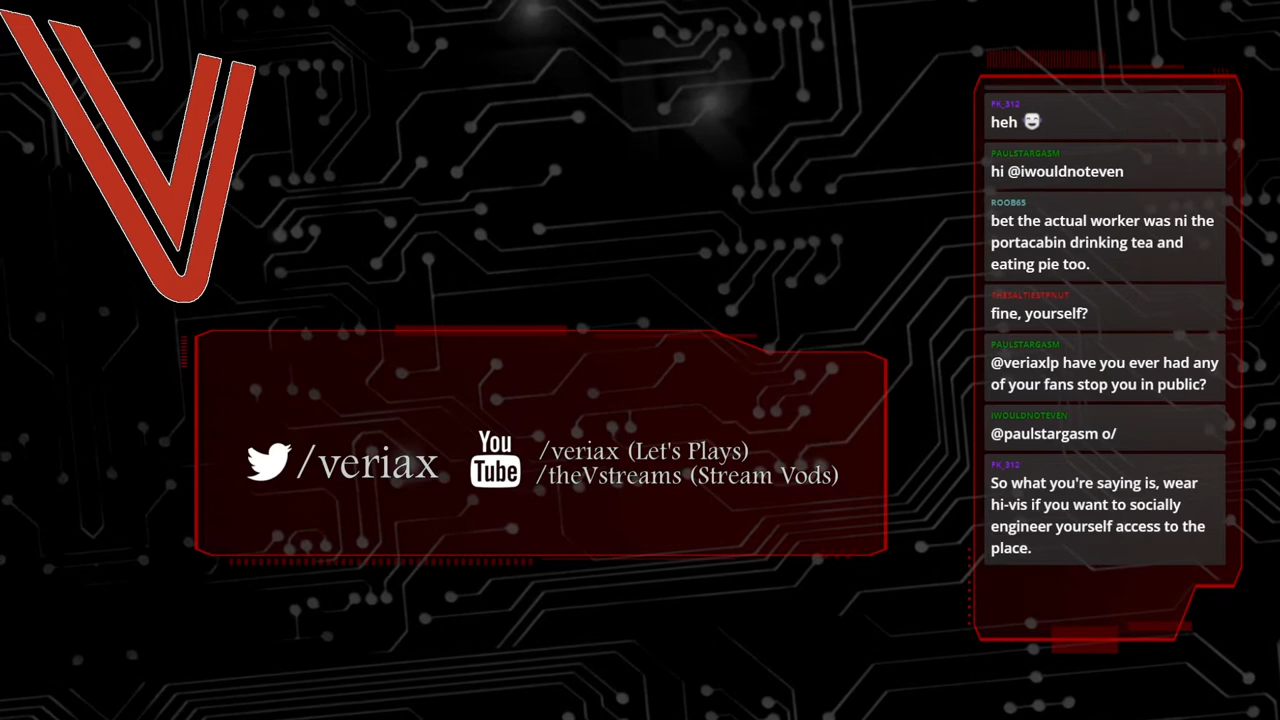 /veriax
You
Tube
/veriax (Let's Plays)
/theVstreams (Stream Vods)
FK_312
heh
PAULSTARGASM
hi @iwouldnoteven
ROOB65
bet the actual worker was ni the
portacabin drinking tea and
eating pie too.
THESALTIESTPNUT
fine, yourself?
PAULSTARGASM
@veriaxlp have you ever had any
of your fans stop you in public?
IWOULDNOTEVEN
@paulstargasm o/
FK_312
So what you're saying is, wear
hi-vis if you want to socially
engineer yourself access to the
place.